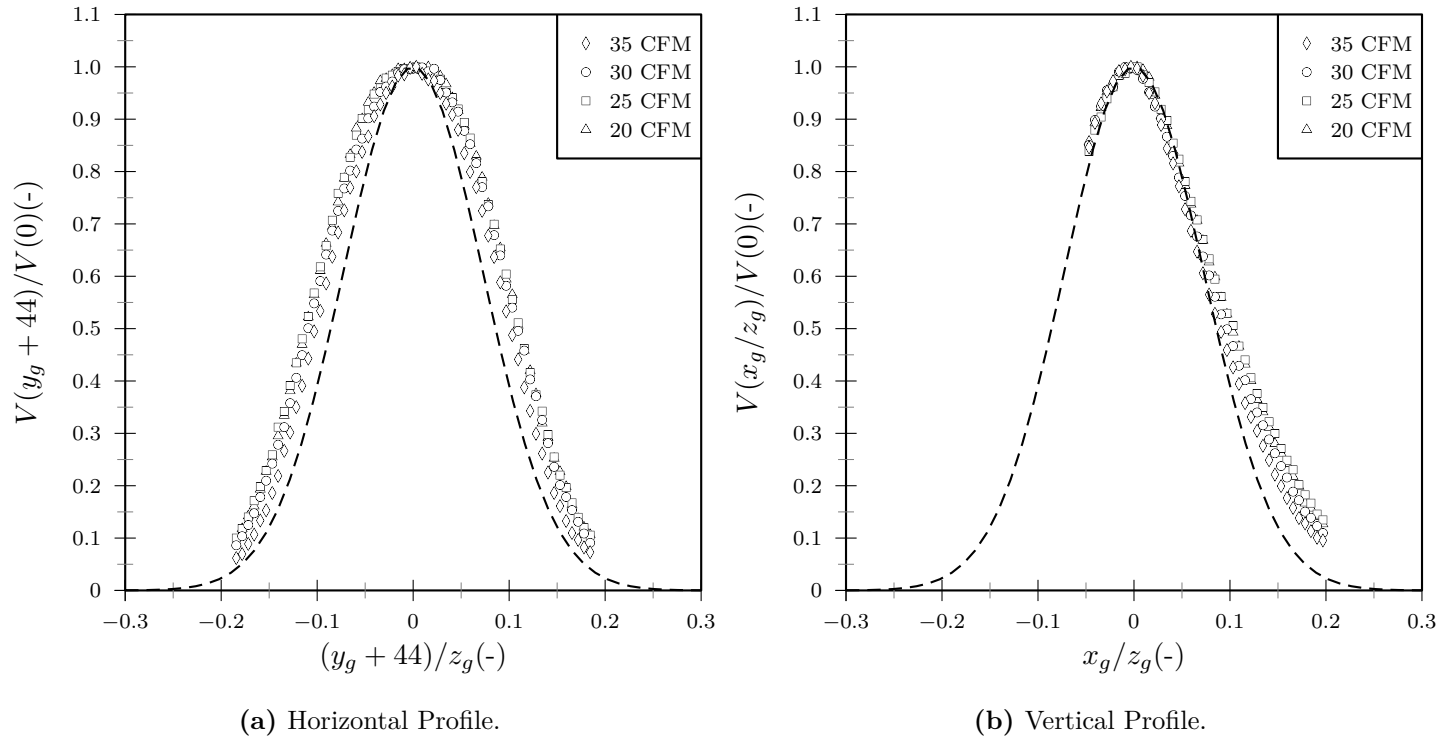 1.1
1.0
0.9
0.8
0.7
0.6
0.5
0.4
0.3
0.2
0.1
0
−0.3 −0.2 −0.1 0 0.1 0.2 0.3
V(y_g + 44)/V(0)(-)
(y_g + 44)/z_g(-)
35 CFM
30 CFM
25 CFM
20 CFM
(a) Horizontal Profile.
1.1
1.0
0.9
0.8
0.7
0.6
0.5
0.4
0.3
0.2
0.1
0
−0.3 −0.2 −0.1 0 0.1 0.2 0.3
V(x_g/z_g)/V(0)(-)
x_g/z_g(-)
35 CFM
30 CFM
25 CFM
20 CFM
(b) Vertical Profile.